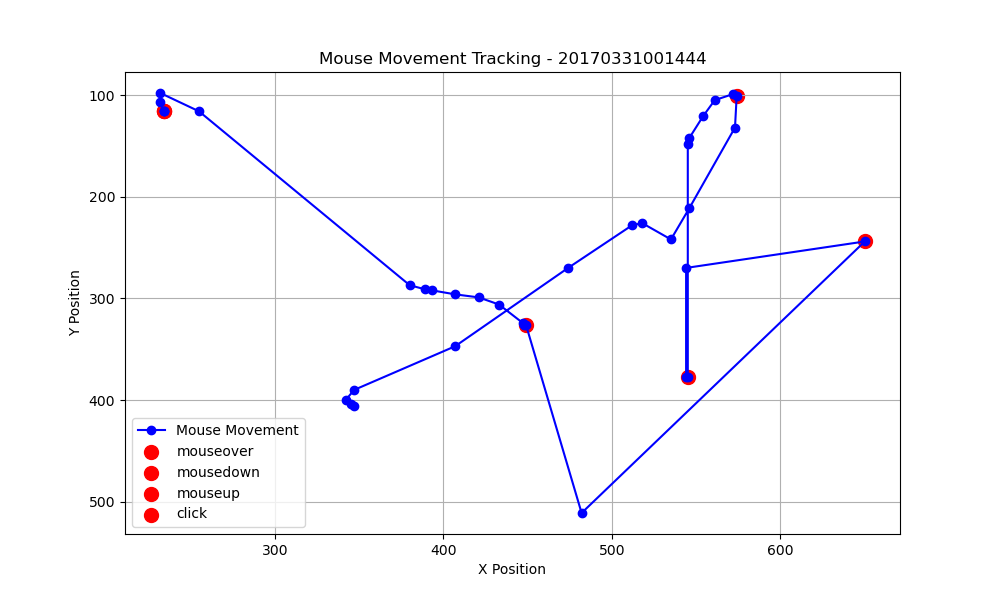 Mouse Movement Tracking - 20170331001444
Y Position
100
200
300
400
500
Mouse Movement
mouseover
mousedown
mouseup
click
300
400
500
600
X Position